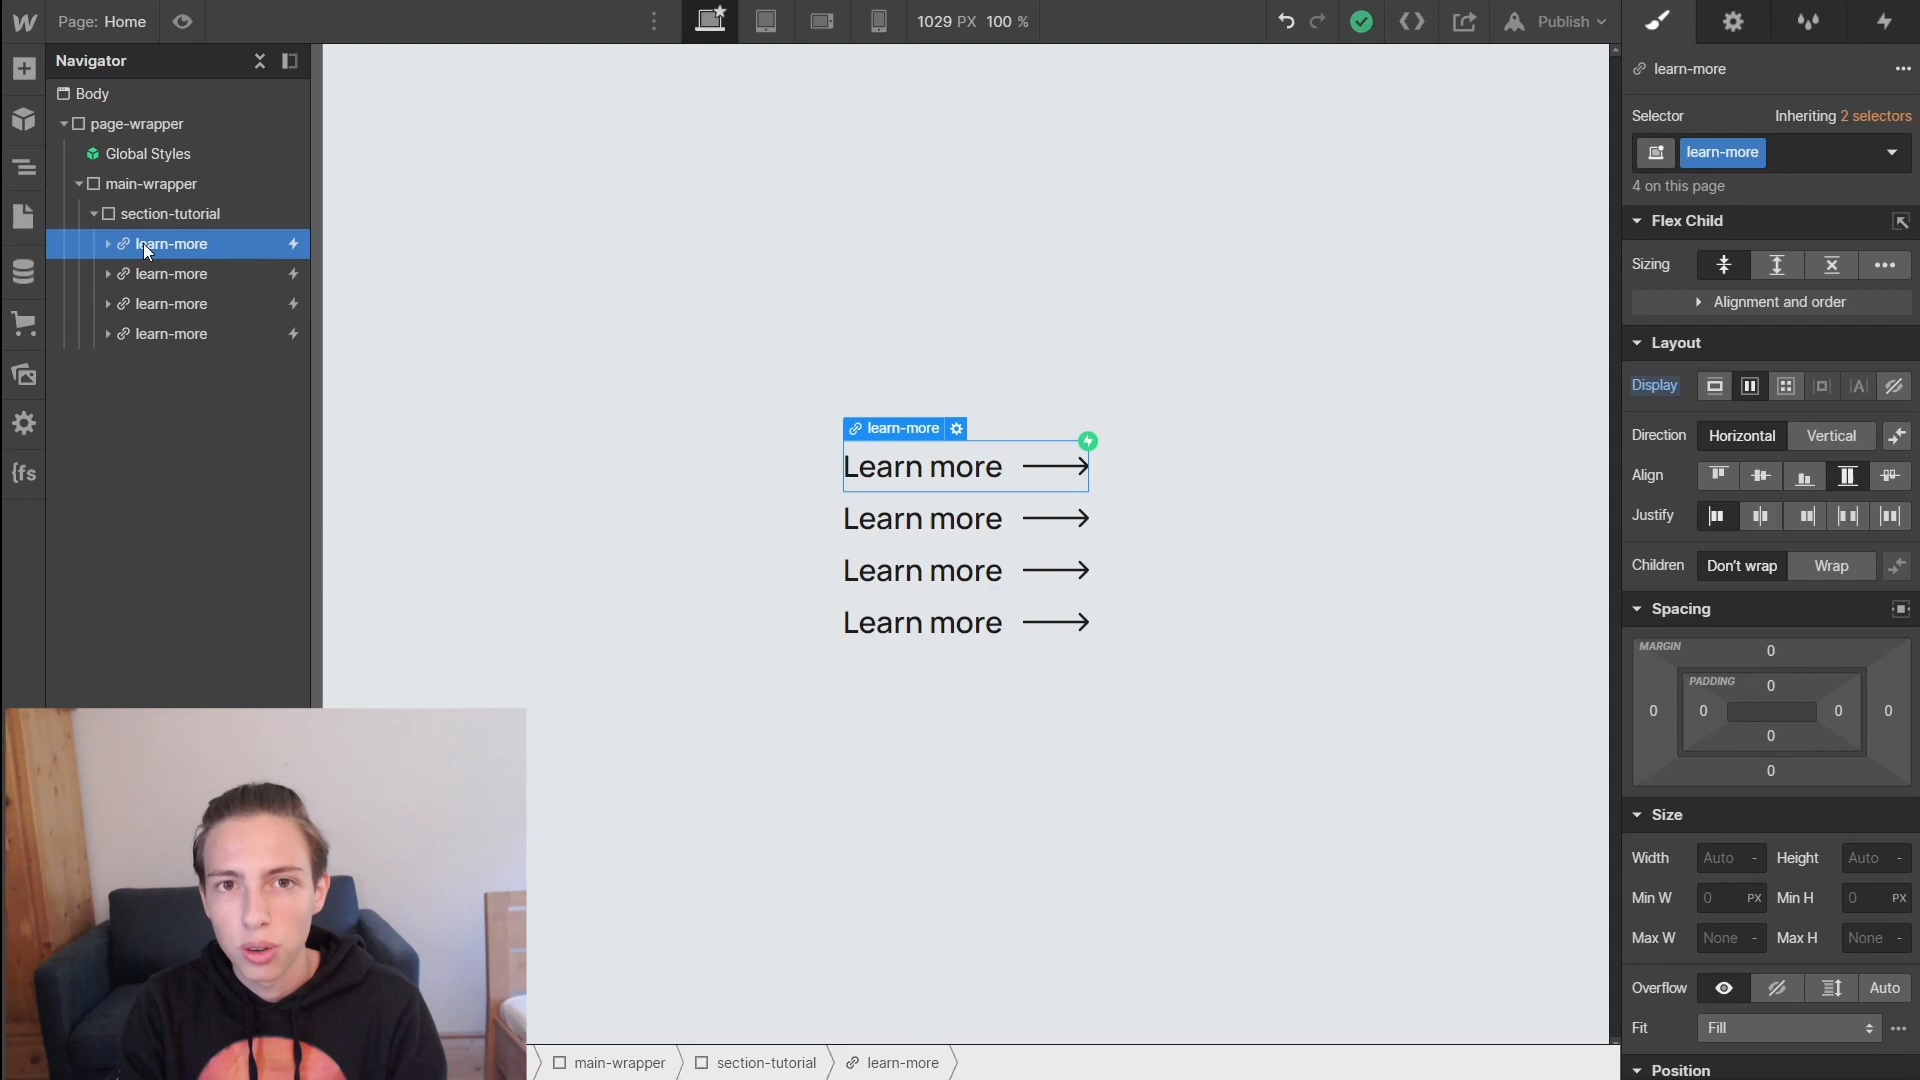 Page: Home
1029 PX 100 %
Publish
Navigator
Body
page-wrapper
Global Styles
main-wrapper
section-tutorial
learn-more
learn-more
learn-more
learn-more
{fs
learn-more
Learn more
Learn more
Learn more
Learn more
main-wrapper
section-tutorial
learn-more
learn-more
Selector
Inheriting 2 selectors
learn-more
4 on this page
Flex Child
Sizing
Alignment and order
Layout
Display
Direction Horizontal Vertical
Align
Justify
Children Don't wrap Wrap
Spacing
MARGIN
0
PADDING
0
0 0 0 0
0
0
Size
Width Auto - Height Auto -
Min W 0 PX Min H 0 PX
Max W None - Max H None -
Overflow Auto
Fit Fill
Position